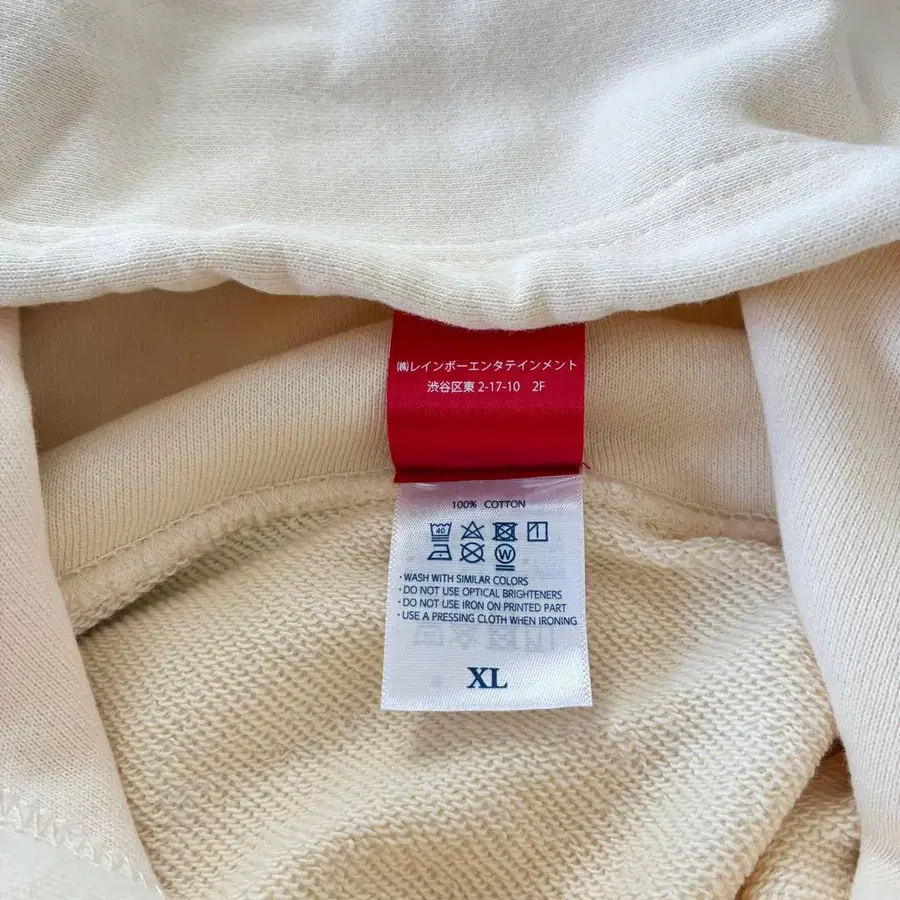 ㈱レインボーエンタテインメント
渋谷区東 2-17-10 2F
100% COTTON
40
W
・WASH WITH SIMILAR COLORS
・DO NOT USE OPTICAL BRIGHTENERS
・DO NOT USE IRON ON PRINTED PART
・USE A PRESSING CLOTH WHEN IRONING
XL